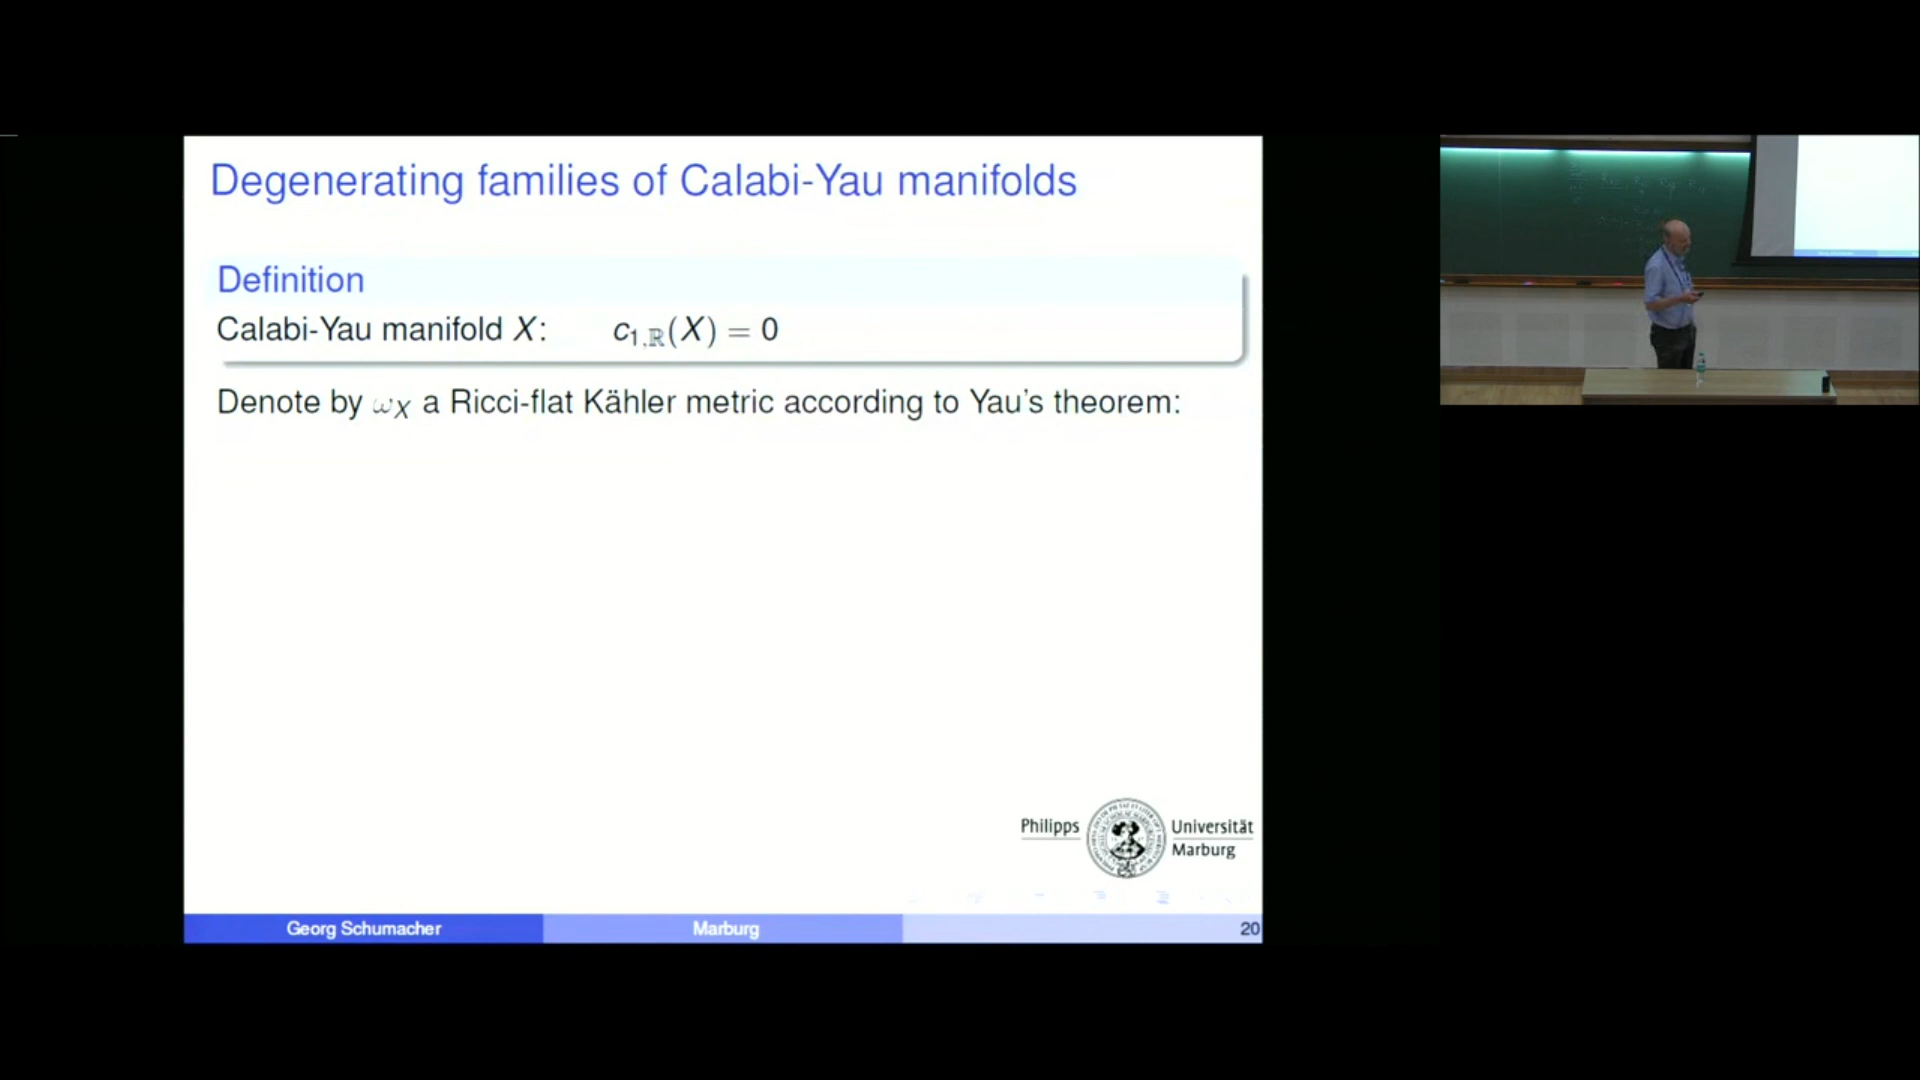 Degenerating families of Calabi-Yau manifolds
Definition
Calabi-Yau manifold X: c₁,ℝ(X) = 0
Denote by ωX a Ricci-flat Kähler metric according to Yau's theorem:
Philipps Universität
Marburg
Georg Schumacher Marburg 20